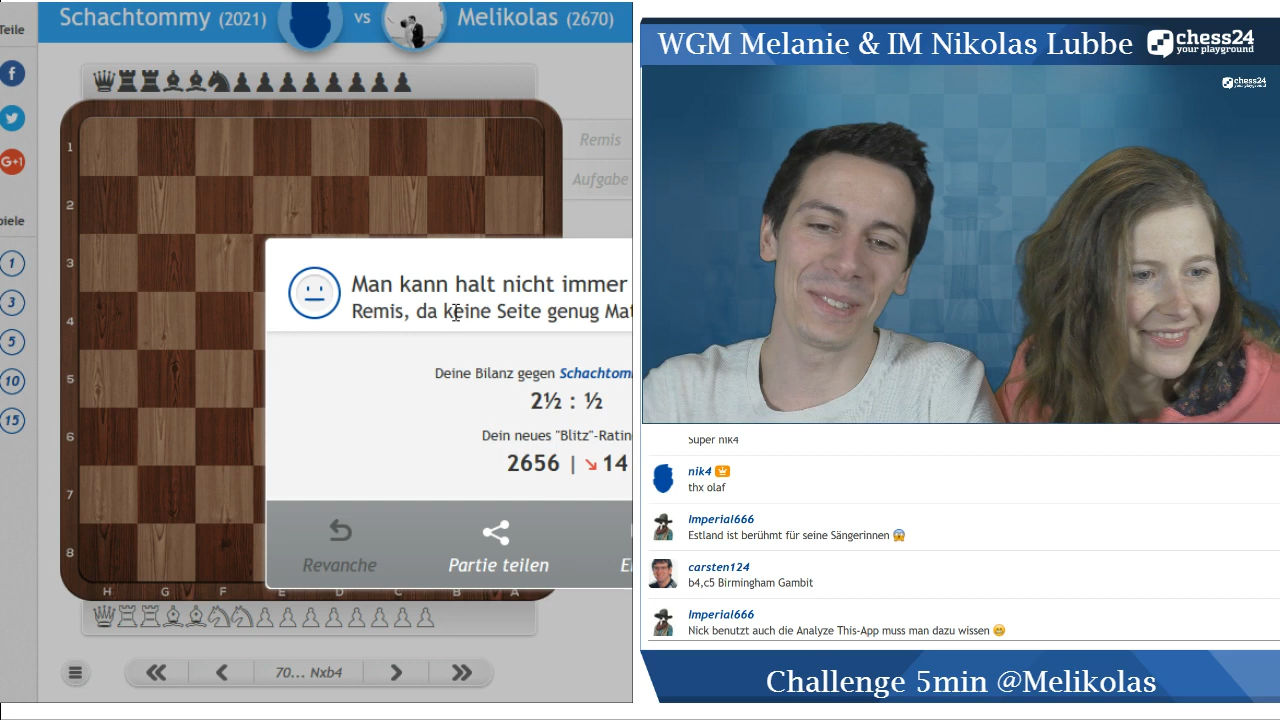 Schachtommy (2021)
vs
Melikolas (2670)
Teile
G+1
piele
1
3
5
10
15
1
2
3
4
5
6
7
8
H G F E D C B A
Remis
Aufgabe
Man kann halt nicht immer
Remis, da keine Seite genug Mat
Deine Bilanz gegen Schachtom
2½ : ½
Dein neues "Blitz"-Ratin
2656 | ↘ 14
Revanche
Partie teilen
70... Nxb4
WGM Melanie & IM Nikolas Lubbe
chess24
your playground
chess24
your playground
Super nik4
nik4
thx olaf
Imperial666
Estland ist berühmt für seine Sängerinnen 😱
carsten124
b4,c5 Birmingham Gambit
Imperial666
Nick benutzt auch die Analyze This-App muss man dazu wissen 😄
Challenge 5min @Melikolas